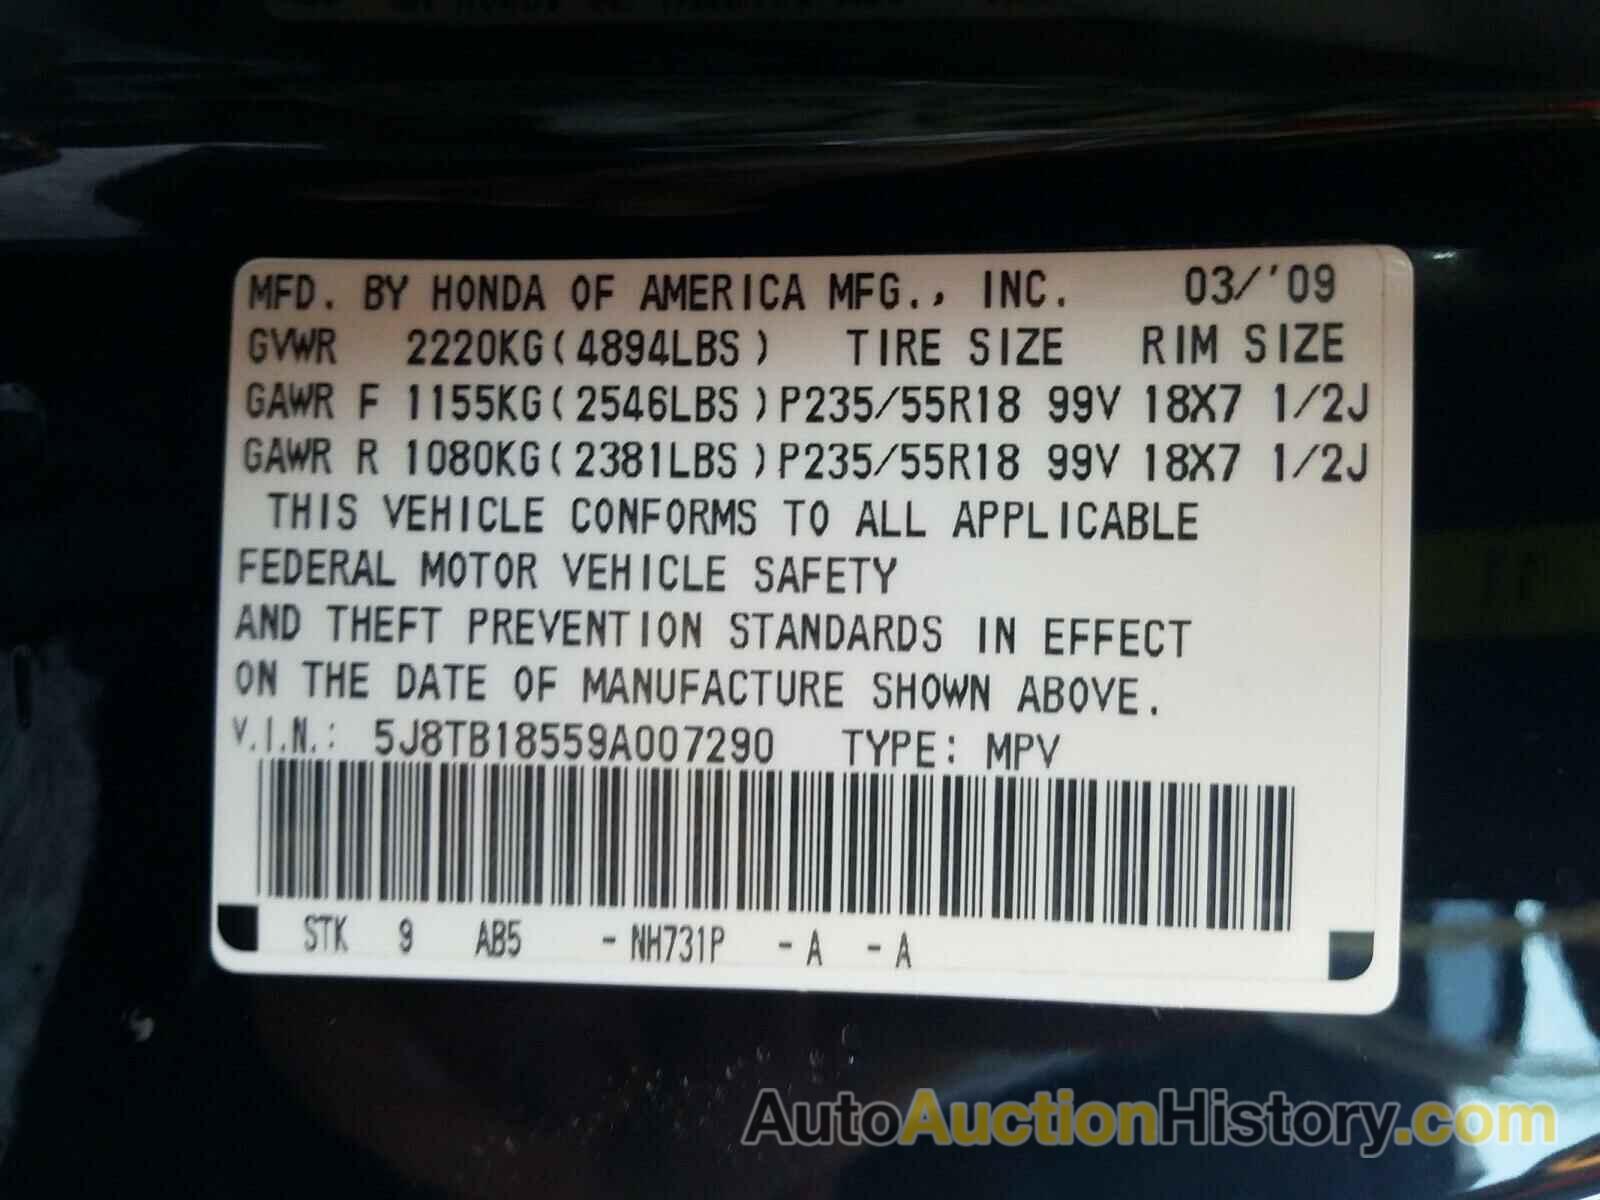 MFD. BY HONDA OF AMERICA MFG., INC. 03/'09
GVWR 2220KG(4894LBS) TIRE SIZE RIM SIZE
GAWR F 1155KG(2546LBS)P235/55R18 99V 18X7 1/2J
GAWR R 1080KG(2381LBS)P235/55R18 99V 18X7 1/2J
THIS VEHICLE CONFORMS TO ALL APPLICABLE
FEDERAL MOTOR VEHICLE SAFETY
AND THEFT PREVENTION STANDARDS IN EFFECT
ON THE DATE OF MANUFACTURE SHOWN ABOVE.
V.I.N.: 5J8TB18559A007290 TYPE: MPV
STK 9 AB5 -NH731P -A -A
AutoAuctionHistory.com